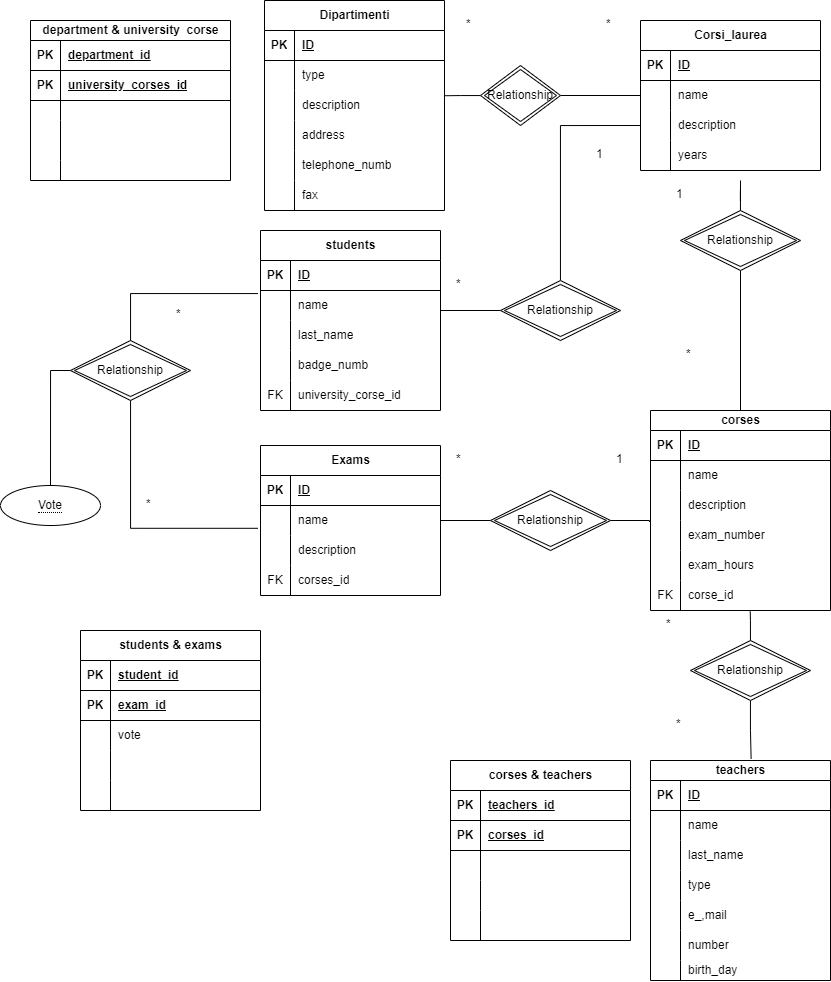 department & university corse
PK department_id
PK university_corses_id
Dipartimenti
PK ID
type
description
address
telephone_numb
fax
*
*
Relationship
Corsi_laurea
PK ID
name
description
years
1
1
Relationship
*
students
PK ID
name
last_name
badge_numb
FK university_corse_id
*
Relationship
*
Relationship
*
Vote
Exams
PK ID
name
description
FK corses_id
*
1
Relationship
corses
PK ID
name
description
exam_number
exam_hours
FK corse_id
*
Relationship
*
students & exams
PK student_id
PK exam_id
vote
corses & teachers
PK teachers_id
PK corses_id
teachers
PK ID
name
last_name
type
e_,mail
number
birth_day